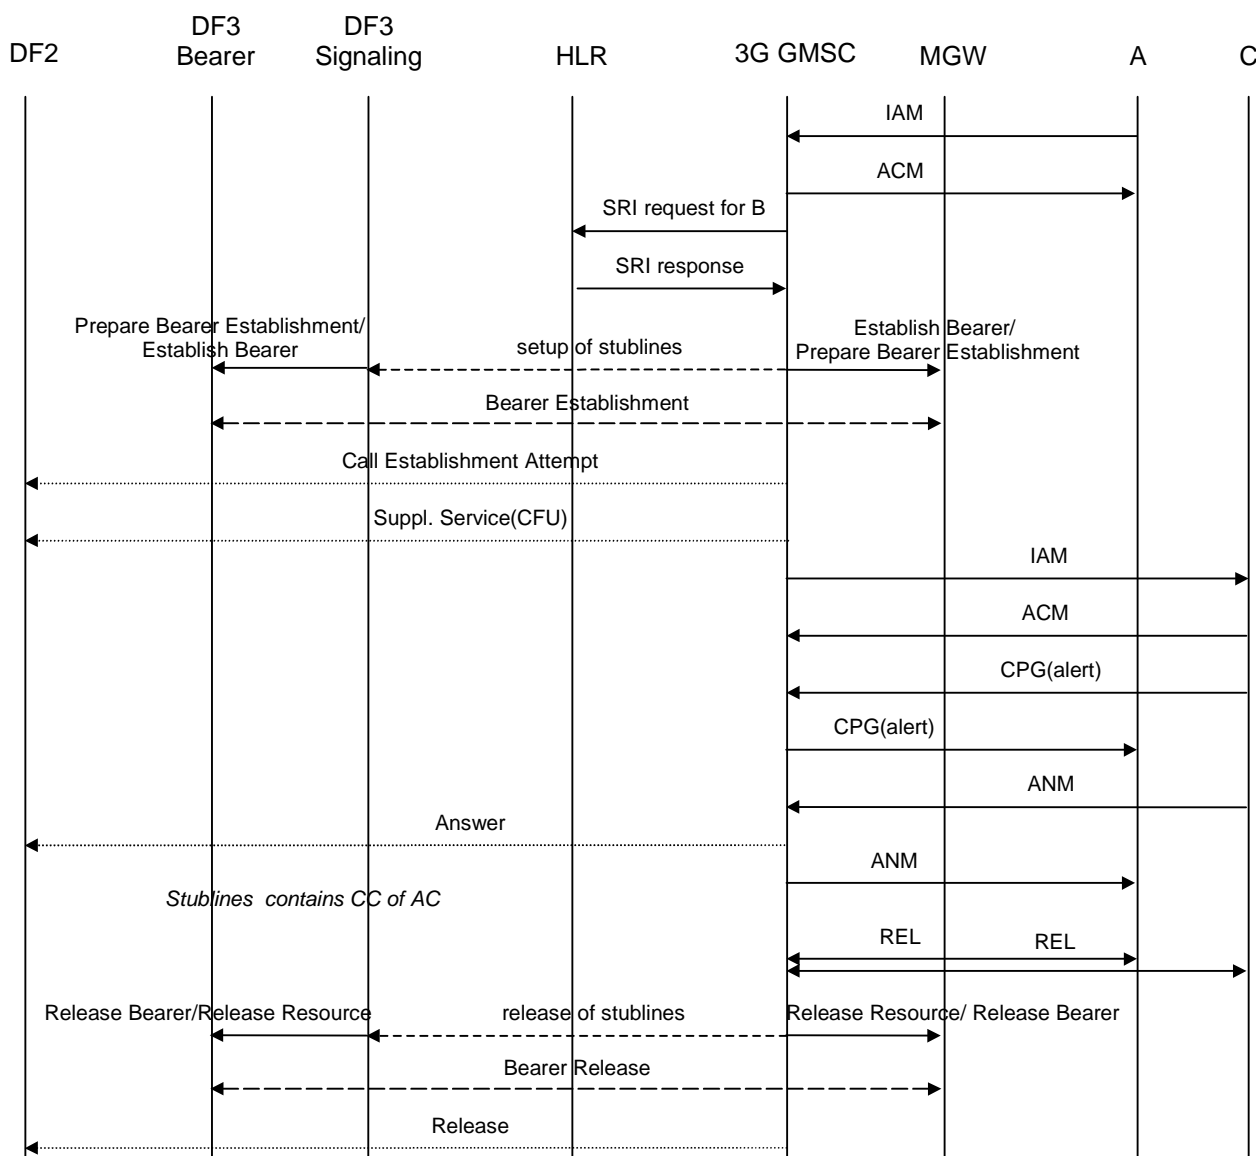 DF2
DF3
Bearer
DF3
Signaling
HLR
3G GMSC
MGW
A
C
IAM
ACM
SRI request for B
SRI response
Prepare Bearer Establishment/
Establish Bearer
setup of stublines
Establish Bearer/
Prepare Bearer Establishment
Bearer Establishment
Call Establishment Attempt
Suppl. Service(CFU)
IAM
ACM
CPG(alert)
CPG(alert)
ANM
Answer
ANM
Stublines contains CC of AC
REL
REL
Release Bearer/Release Resource
release of stublines
Release Resource/ Release Bearer
Bearer Release
Release